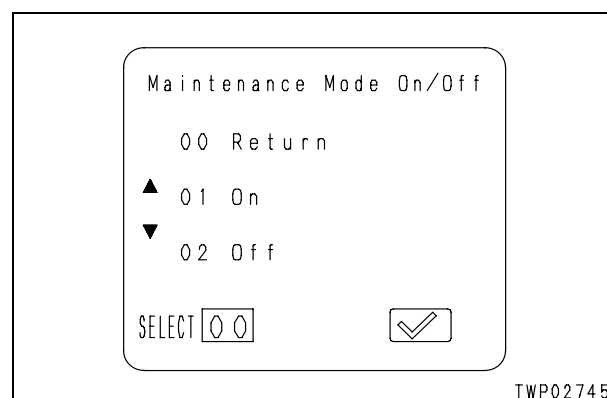 Maintenance Mode On/Off
00 Return
▲ 01 On
▼ 02 Off
SELECT 00
TWP02745